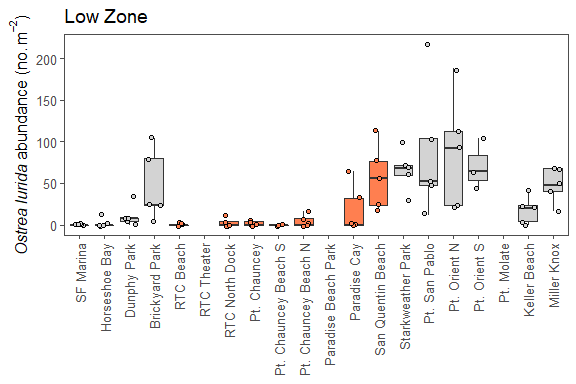 Low Zone
Ostrea lurida abundance (no. m⁻²)
200
150
100
50
0
SF Marina
Horseshoe Bay
Dunphy Park
Brickyard Park
RTC Beach
RTC Theater
RTC North Dock
Pt. Chauncey
Pt. Chauncey Beach S
Pt. Chauncey Beach N
Paradise Beach Park
Paradise Cay
San Quentin Beach
Starkweather Park
Pt. San Pablo
Pt. Orient N
Pt. Orient S
Pt. Molate
Keller Beach
Miller Knox